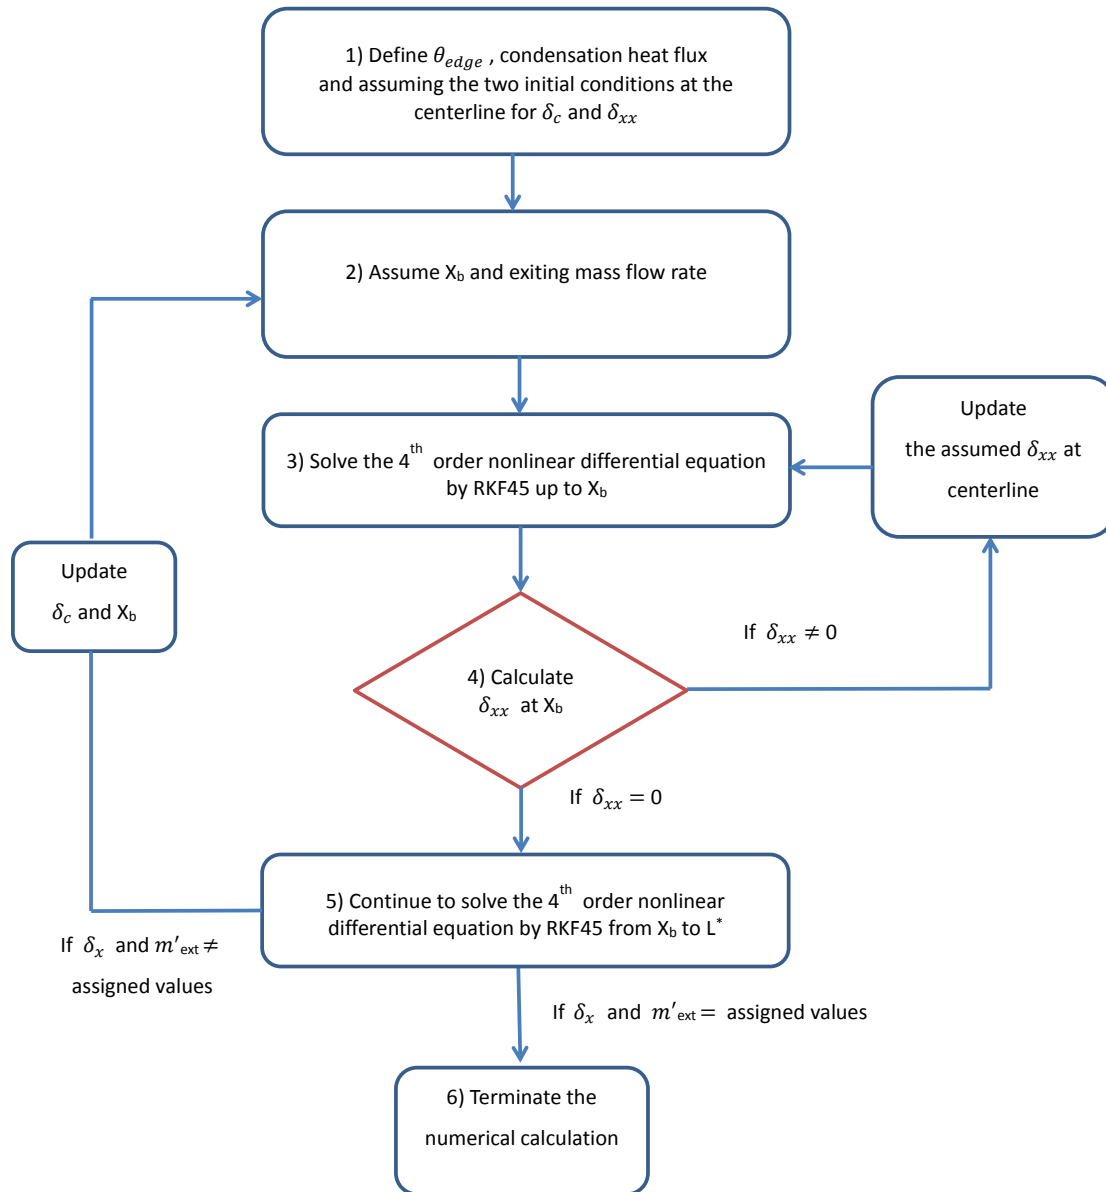 1) Define θ_edge , condensation heat flux
and assuming the two initial conditions at the
centerline for δ_c and δ_xx
2) Assume X_b and exiting mass flow rate
3) Solve the 4^th order nonlinear differential equation
by RKF45 up to X_b
Update
the assumed δ_xx at
centerline
Update
δ_c and X_b
If δ_xx ≠ 0
4) Calculate
δ_xx at X_b
If δ_xx = 0
5) Continue to solve the 4^th order nonlinear
differential equation by RKF45 from X_b to L^*
If δ_x and m′_ext ≠
assigned values
If δ_x and m′_ext = assigned values
6) Terminate the
numerical calculation